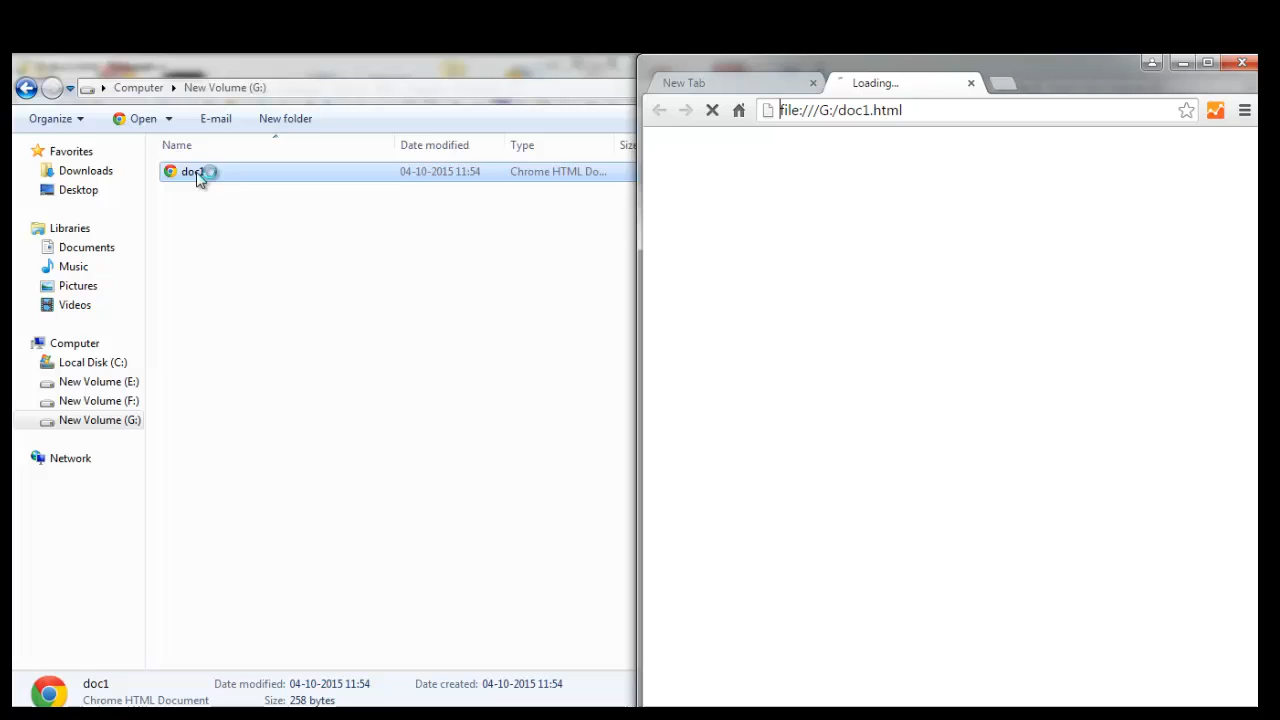 Computer New Volume (G:)
Organize Open E-mail New folder
Name Date modified Type Size
doc1 04-10-2015 11:54 Chrome HTML Do...
Favorites
Downloads
Desktop
Libraries
Documents
Music
Pictures
Videos
Computer
Local Disk (C:)
New Volume (E:)
New Volume (F:)
New Volume (G:)
Network
doc1 Date modified: 04-10-2015 11:54 Date created: 04-10-2015 11:54
Chrome HTML Document Size: 258 bytes
New Tab Loading...
file:///G:/doc1.html